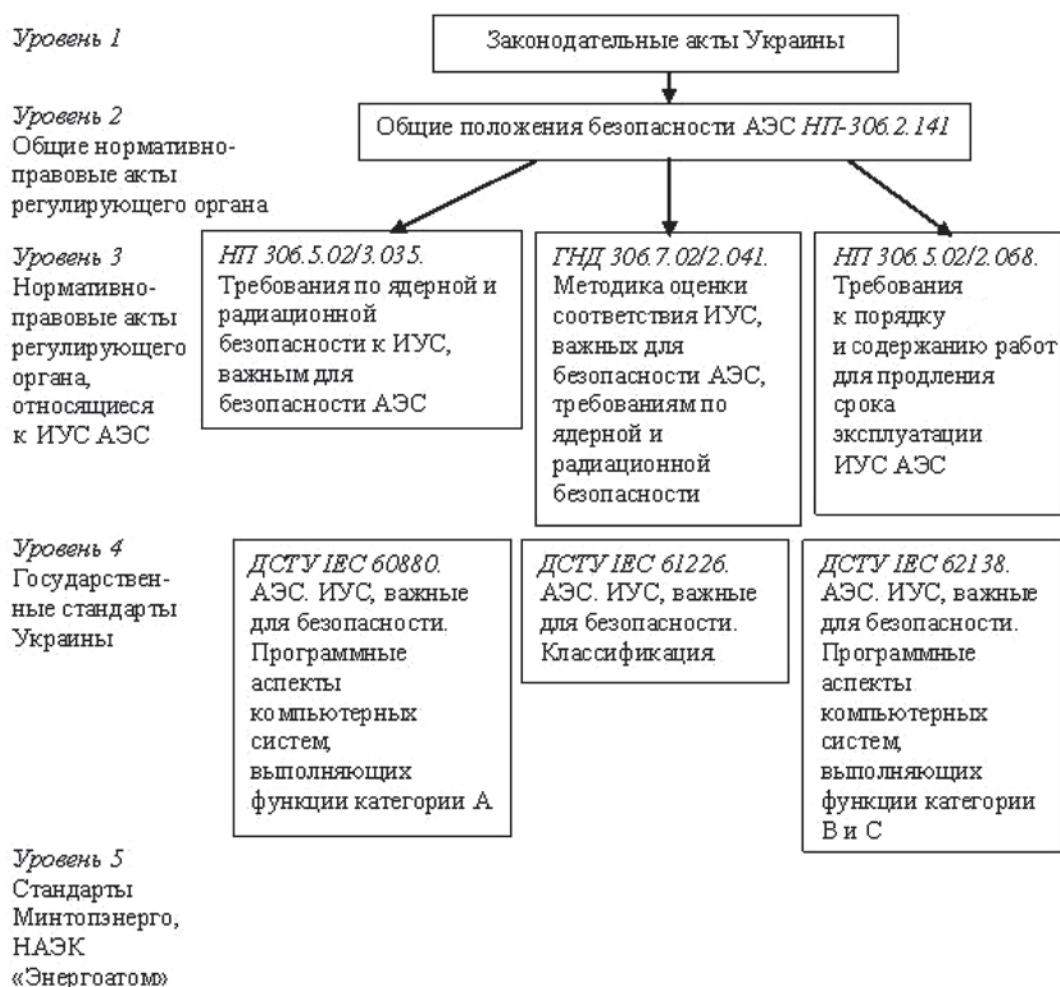 Уровень 1
Законодательные акты Украины
Уровень 2
Общие нормативно-
правовые акты
регулирующего органа
Общие положения безопасности АЭС НП-306.2.141
Уровень 3
Нормативно-
правовые акты
регулирующего
органа,
относящиеся
к ИУС АЭС
НП 306.5.02/3.035.
Требования по ядерной и
радиационной
безопасности к ИУС,
важным для
безопасности АЭС
ГНД 306.7.02/2.041.
Методика оценки
соответствия ИУС,
важных для
безопасности АЭС,
требованиям по
ядерной и
радиационной
безопасности
НП 306.5.02/2.068.
Требования
к порядку
и содержанию работ
для продления
срока
эксплуатации
ИУС АЭС
Уровень 4
Государствен-
ные стандарты
Украины
ДСТУ IEC 60880.
АЭС. ИУС, важные
для безопасности.
Программные
аспекты
компьютерных
систем,
выполняющих
функции категории А
ДСТУ IEC 61226.
АЭС. ИУС, важные
для безопасности.
Классификация
ДСТУ IEC 62138.
АЭС. ИУС, важные
для безопасности.
Программные
аспекты
компьютерных
систем,
выполняющих
функции категории
В и С
Уровень 5
Стандарты
Минтопэнерго,
НАЭК
«Энергоатом»